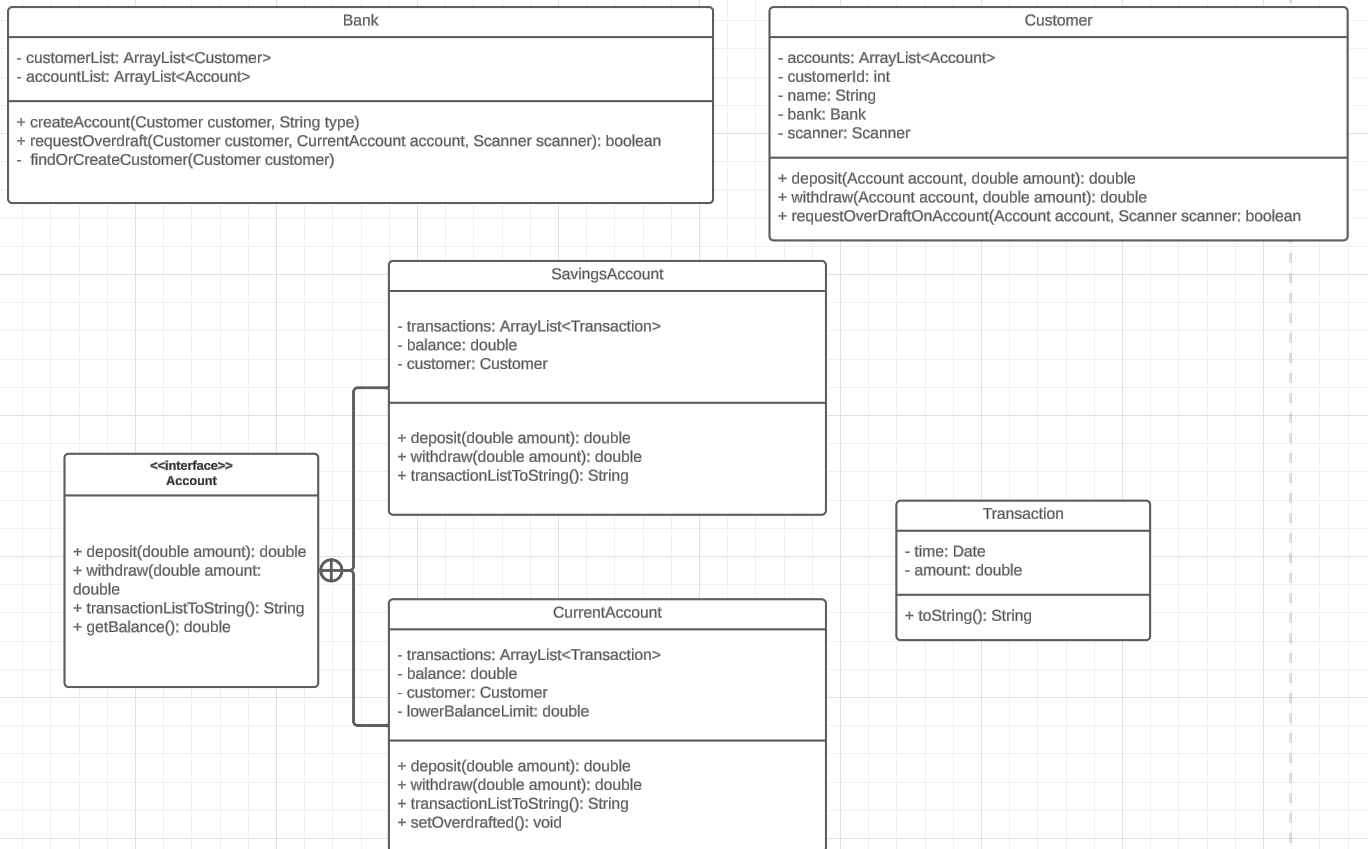 Bank
- customerList: ArrayList<Customer>
- accountList: ArrayList<Account>
+ createAccount(Customer customer, String type)
+ requestOverdraft(Customer customer, CurrentAccount account, Scanner scanner): boolean
-  findOrCreateCustomer(Customer customer)
Customer
- accounts: ArrayList<Account>
- customerId: int
- name: String
- bank: Bank
- scanner: Scanner
+ deposit(Account account, double amount): double
+ withdraw(Account account, double amount): double
+ requestOverDraftOnAccount(Account account, Scanner scanner: boolean
SavingsAccount
- transactions: ArrayList<Transaction>
- balance: double
- customer: Customer
+ deposit(double amount): double
+ withdraw(double amount): double
+ transactionListToString(): String
<<interface>>
Account
+ deposit(double amount): double
+ withdraw(double amount:
double
+ transactionListToString(): String
+ getBalance(): double
CurrentAccount
- transactions: ArrayList<Transaction>
- balance: double
- customer: Customer
- lowerBalanceLimit: double
+ deposit(double amount): double
+ withdraw(double amount): double
+ transactionListToString(): String
+ setOverdrafted(): void
Transaction
- time: Date
- amount: double
+ toString(): String